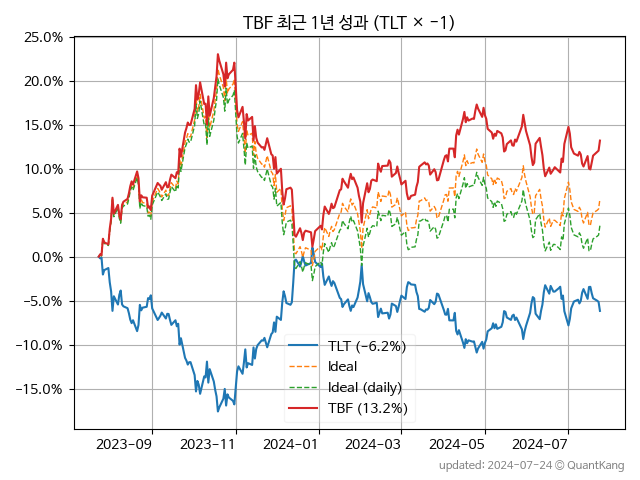 TBF 최근 1년 성과 (TLT × −1)
25.0%
20.0%
15.0%
10.0%
5.0%
0.0%
−5.0%
−10.0%
−15.0%
TLT (−6.2%)
Ideal
Ideal (daily)
TBF (13.2%)
2023−09 2023−11 2024−01 2024−03 2024−05 2024−07
updated: 2024−07−24 © QuantKang